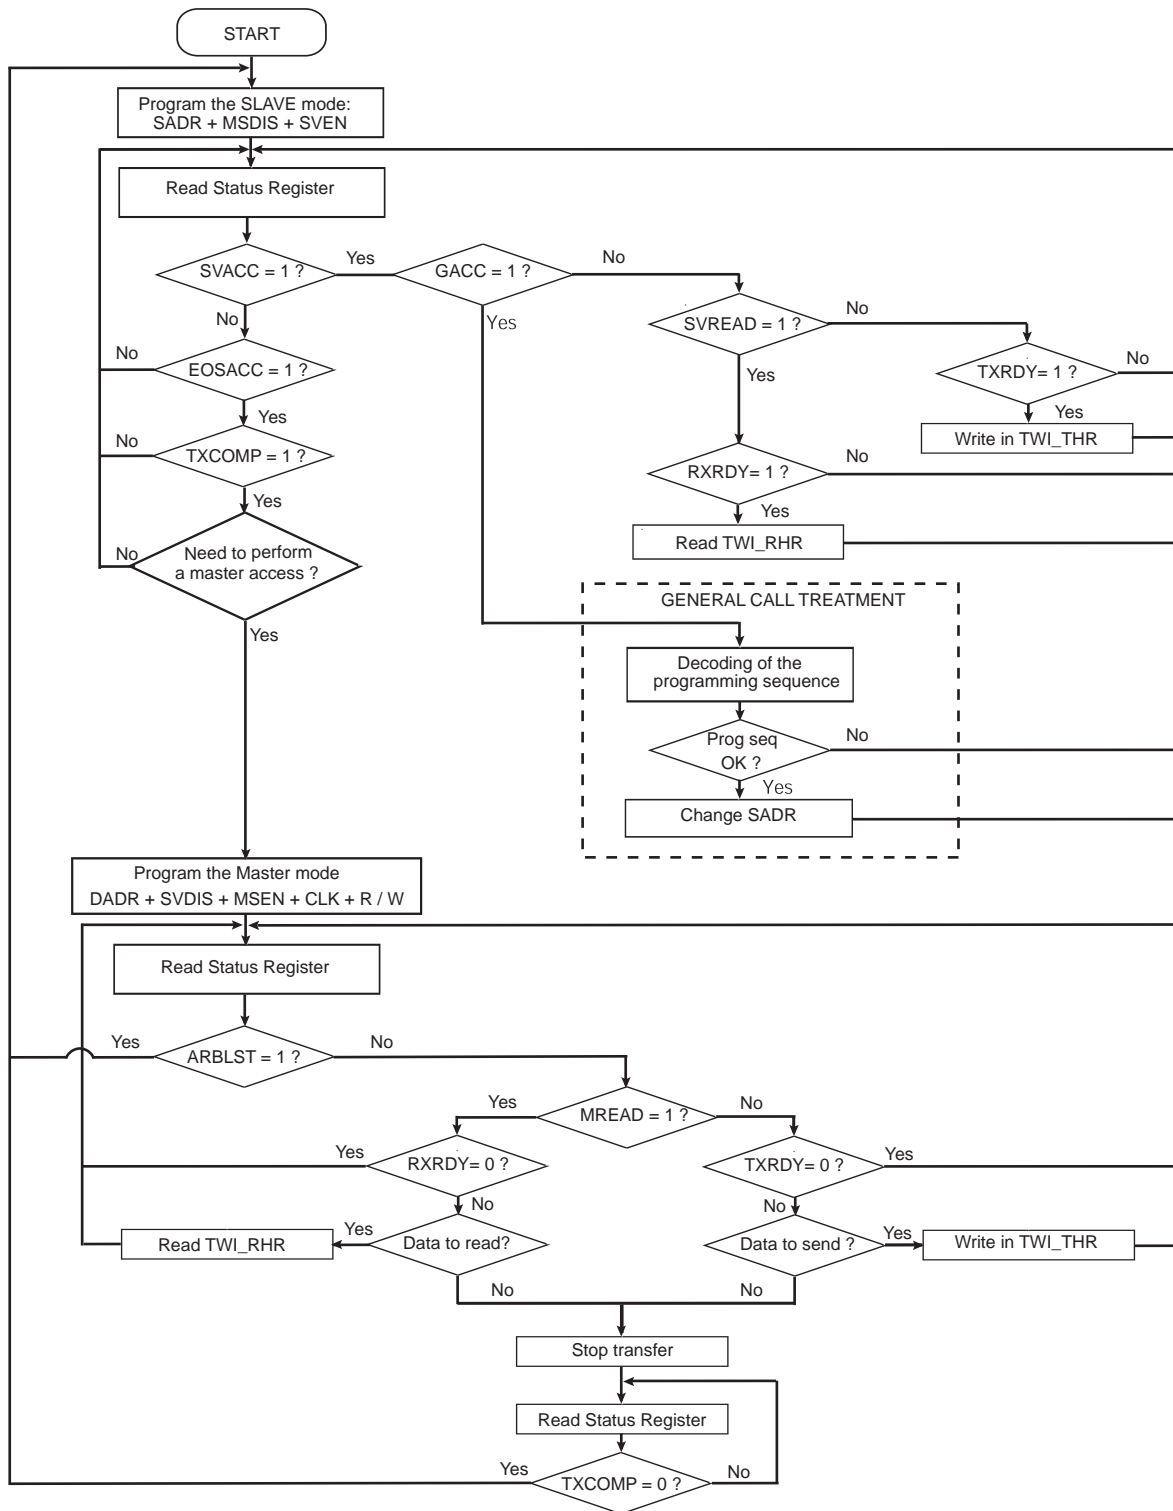 START
Program the SLAVE mode:
SADR + MSDIS + SVEN
Read Status Register
SVACC = 1 ?
Yes
GACC = 1 ?
No
No
Yes
SVREAD = 1 ?
No
EOSACC = 1 ?
No
Yes
TXRDY= 1 ?
No
Yes
Yes
Write in TWI_THR
TXCOMP = 1 ?
No
RXRDY= 1 ?
No
Yes
Yes
Read TWI_RHR
Need to perform
a master access ?
No
Yes
GENERAL CALL TREATMENT
Decoding of the
programming sequence
Prog seq
OK ?
No
Yes
Change SADR
Program the Master mode
DADR + SVDIS + MSEN + CLK + R / W
Read Status Register
Yes
ARBLST = 1 ?
No
Yes
MREAD = 1 ?
No
Yes
RXRDY= 0 ?
TXRDY= 0 ?
Yes
No
No
Read TWI_RHR
Yes
Data to read?
Data to send ?
Yes
Write in TWI_THR
No
No
Stop transfer
Read Status Register
Yes
TXCOMP = 0 ?
No